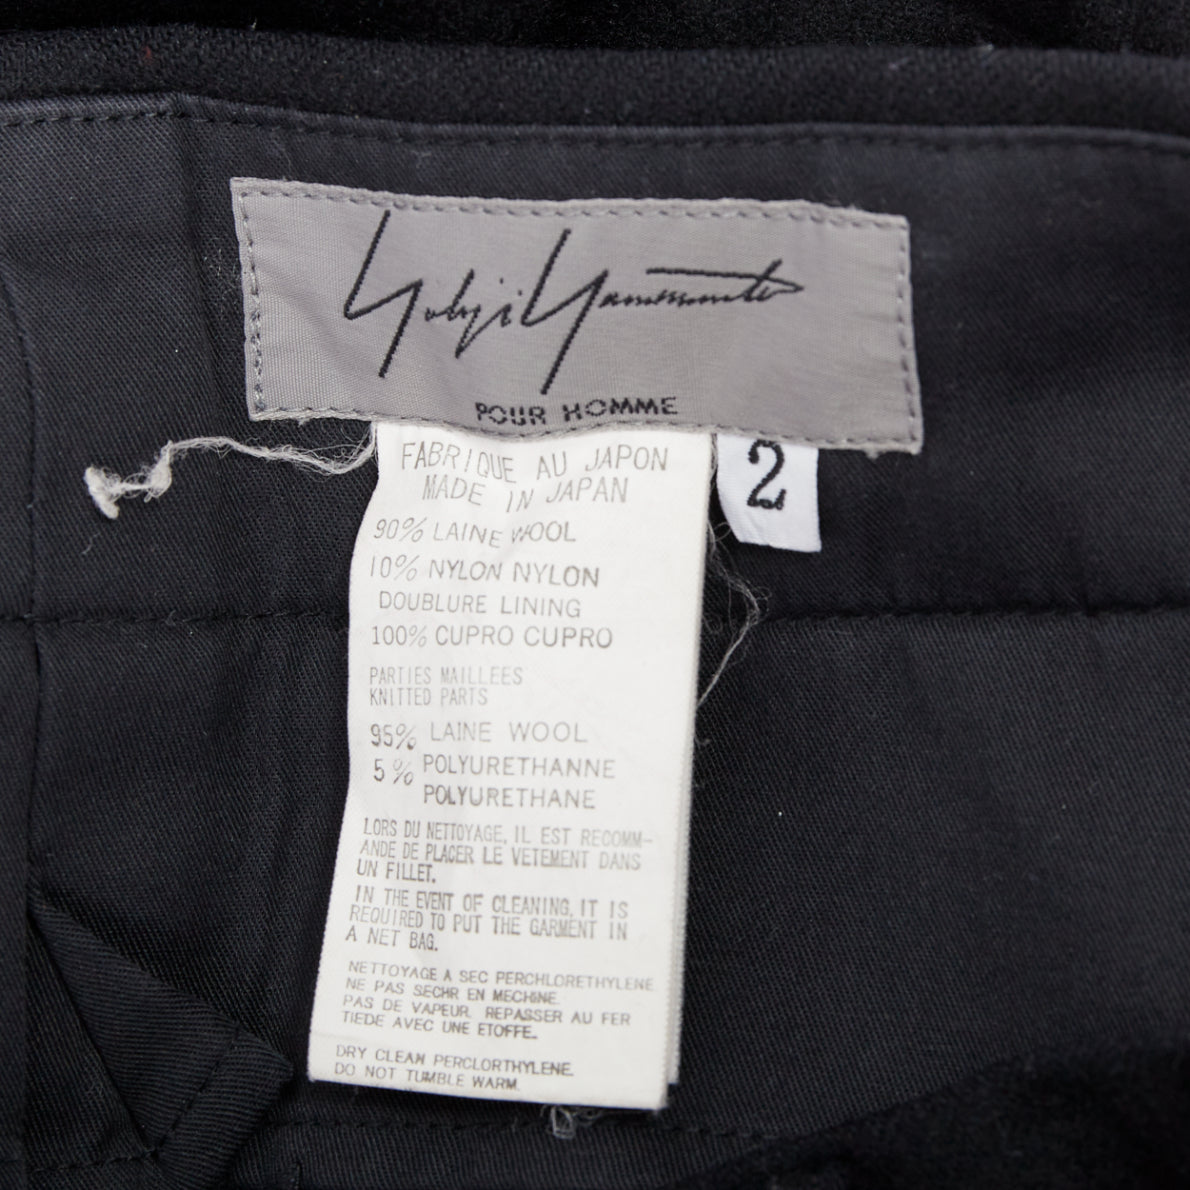 Yohji Yamamoto
POUR HOMME
2
FABRIQUE AU JAPON
MADE IN JAPAN
90% LAINE WOOL
10% NYLON NYLON
DOUBLURE LINING
100% CUPRO CUPRO
PARTIES MAILLEES
KNITTED PARTS
95% LAINE WOOL
5% POLYURETHANNE
POLYURETHANE
LORS DU NETTOYAGE, IL EST RECOMM-
ANDE DE PLACER LE VETEMENT DANS
UN FILLET.
IN THE EVENT OF CLEANING, IT IS
REQUIRED TO PUT THE GARMENT IN
A NET BAG.
NETTOYAGE A SEC PERCHLORETHYLENE
NE PAS SECHR EN MECHINE.
PAS DE VAPEUR. REPASSER AU FER
TIEDE AVEC UNE ETOFFE.
DRY CLEAN PERCLORTHYLENE.
DO NOT TUMBLE WARM.